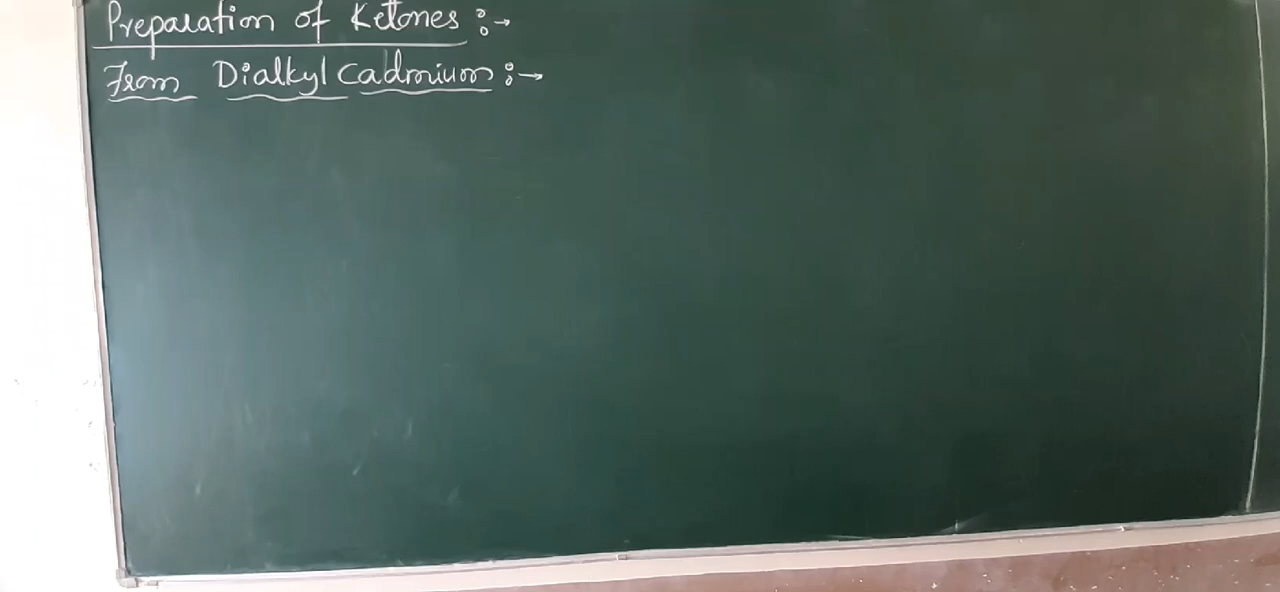 Preparation of Ketones :→
From Dialkyl Cadmium :→